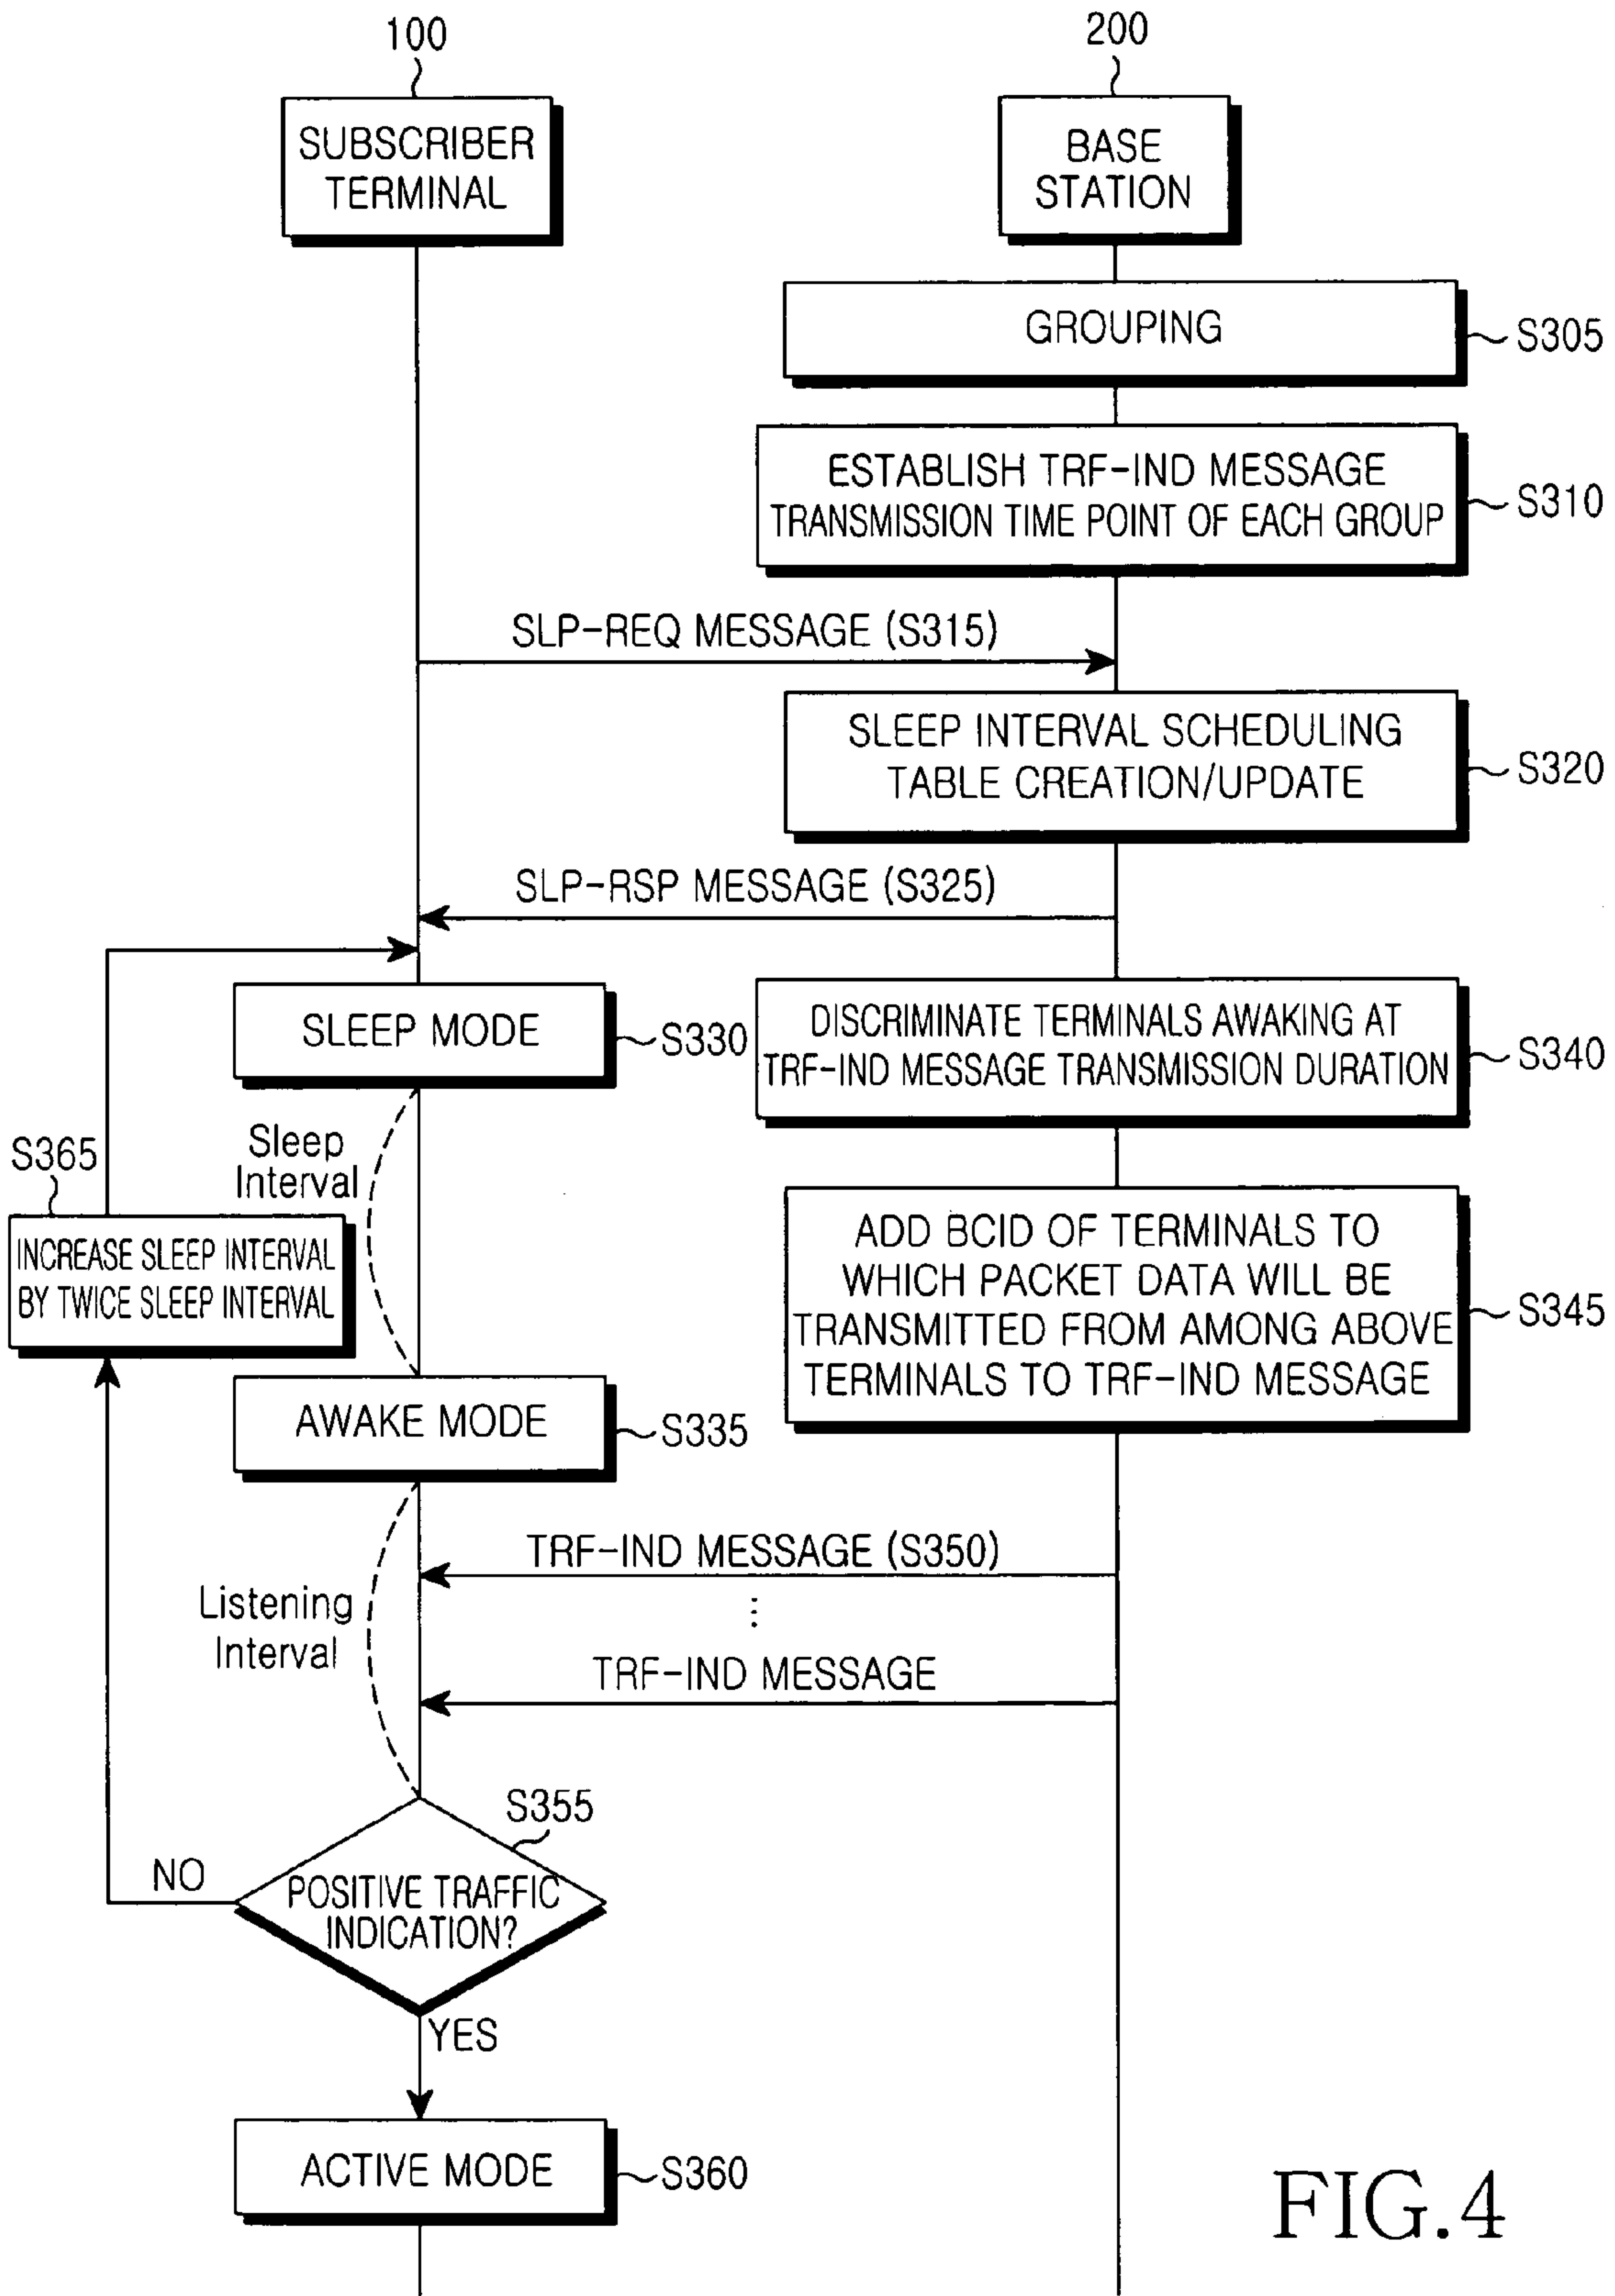 100
200
SUBSCRIBER
TERMINAL
BASE
STATION
GROUPING
S305
ESTABLISH TRF-IND MESSAGE
TRANSMISSION TIME POINT OF EACH GROUP
S310
SLP-REQ MESSAGE (S315)
SLEEP INTERVAL SCHEDULING
TABLE CREATION/UPDATE
S320
SLP-RSP MESSAGE (S325)
SLEEP MODE
S330
DISCRIMINATE TERMINALS AWAKING AT
TRF-IND MESSAGE TRANSMISSION DURATION
S340
Sleep
Interval
S365
INCREASE SLEEP INTERVAL
BY TWICE SLEEP INTERVAL
ADD BCID OF TERMINALS TO
WHICH PACKET DATA WILL BE
TRANSMITTED FROM AMONG ABOVE
TERMINALS TO TRF-IND MESSAGE
S345
AWAKE MODE
S335
TRF-IND MESSAGE (S350)
Listening
Interval
TRF-IND MESSAGE
S355
POSITIVE TRAFFIC
INDICATION?
NO
YES
ACTIVE MODE
S360
FIG.4